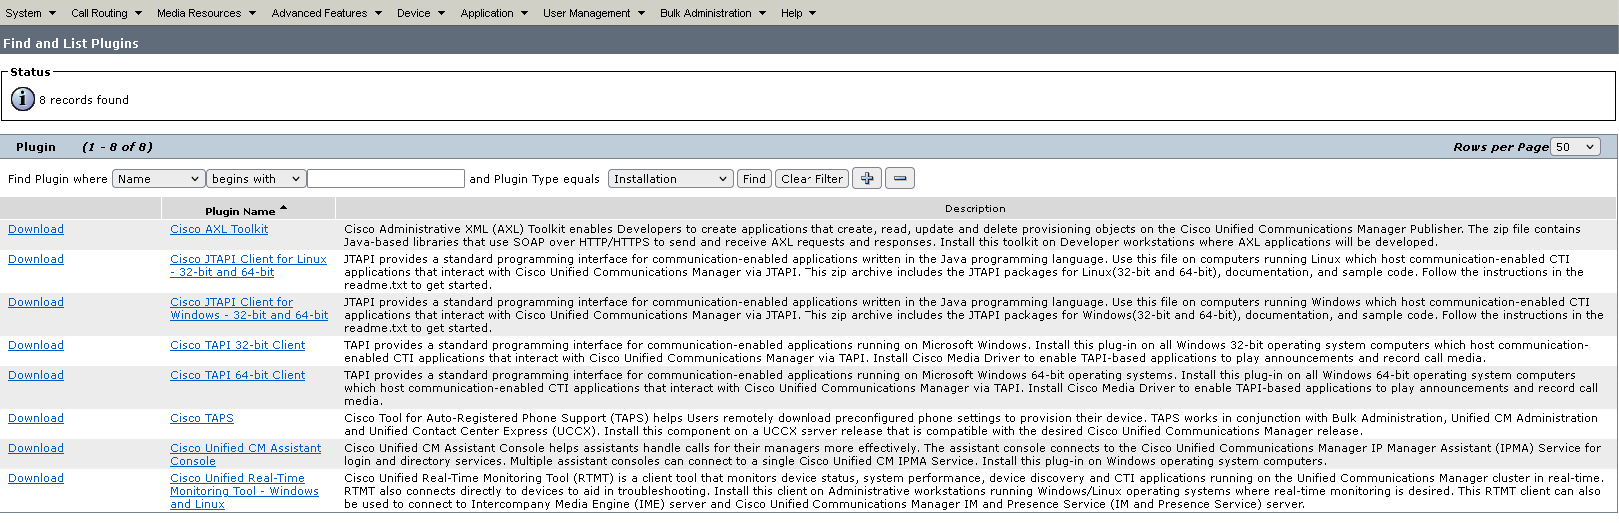 System Call Routing Media Resources Advanced Features Device Application User Management Bulk Administration Help
Find and List Plugins
Status
i 8 records found
Plugin (1 - 8 of 8) Rows per Page 50
Find Plugin where Name begins with and Plugin Type equals Installation Find Clear Filter + −
Plugin Name Description
Download Cisco AXL Toolkit Cisco Administrative XML (AXL) Toolkit enables Developers to create applications that create, read, update and delete provisioning objects on the Cisco Unified Communications Manager Publisher. The zip file contains
Java-based libraries that use SOAP over HTTP/HTTPS to send and receive AXL requests and responses. Install this toolkit on Developer workstations where AXL applications will be developed.
Download Cisco JTAPI Client for Linux JTAPI provides a standard programming interface for communication-enabled applications written in the Java programming language. Use this file on computers running Linux which host communication-enabled CTI
- 32-bit and 64-bit applications that interact with Cisco Unified Communications Manager via JTAPI. This zip archive includes the JTAPI packages for Linux(32-bit and 64-bit), documentation, and sample code. Follow the instructions in the
readme.txt to get started.
Download Cisco JTAPI Client for JTAPI provides a standard programming interface for communication-enabled applications written in the Java programming language. Use this file on computers running Windows which host communication-enabled CTI
Windows - 32-bit and 64-bit applications that interact with Cisco Unified Communications Manager via JTAPI. This zip archive includes the JTAPI packages for Windows(32-bit and 64-bit), documentation, and sample code. Follow the instructions in the
readme.txt to get started.
Download Cisco TAPI 32-bit Client TAPI provides a standard programming interface for communication-enabled applications running on Microsoft Windows. Install this plug-in on all Windows 32-bit operating system computers which host communication-
enabled CTI applications that interact with Cisco Unified Communications Manager via TAPI. Install Cisco Media Driver to enable TAPI-based applications to play announcements and record call media.
Download Cisco TAPI 64-bit Client TAPI provides a standard programming interface for communication-enabled applications running on Microsoft Windows 64-bit operating systems. Install this plug-in on all Windows 64-bit operating system computers
which host communication-enabled CTI applications that interact with Cisco Unified Communications Manager via TAPI. Install Cisco Media Driver to enable TAPI-based applications to play announcements and record call
media.
Download Cisco TAPS Cisco Tool for Auto-Registered Phone Support (TAPS) helps Users remotely download preconfigured phone settings to provision their device. TAPS works in conjunction with Bulk Administration, Unified CM Administration
and Unified Contact Center Express (UCCX). Install this component on a UCCX server release that is compatible with the desired Cisco Unified Communications Manager release.
Download Cisco Unified CM Assistant Cisco Unified CM Assistant Console helps assistants handle calls for their managers more effectively. The assistant console connects to the Cisco Unified Communications Manager IP Manager Assistant (IPMA) Service for
Console login and directory services. Multiple assistant consoles can connect to a single Cisco Unified CM IPMA Service. Install this plug-in on Windows operating system computers.
Download Cisco Unified Real-Time Cisco Unified Real-Time Monitoring Tool (RTMT) is a client tool that monitors device status, system performance, device discovery and CTI applications running on the Unified Communications Manager cluster in real-time.
Monitoring Tool - Windows RTMT also connects directly to devices to aid in troubleshooting. Install this client on Administrative workstations running Windows/Linux operating systems where real-time monitoring is desired. This RTMT client can also
and Linux be used to connect to Intercompany Media Engine (IME) server and Cisco Unified Communications Manager IM and Presence Service (IM and Presence Service) server.